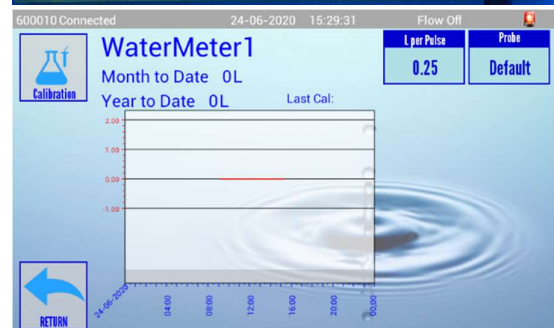 600010 Connected 24-06-2020 15:29:31 Flow Off
Calibration
WaterMeter1
Month to Date 0L
Year to Date 0L
Last Cal:
L per Pulse
0.25
Probe
Default
2.00
1.00
0.00
-1.00
24-06-2020 04:00 08:00 12:00 16:00 20:00 00:00
RETURN